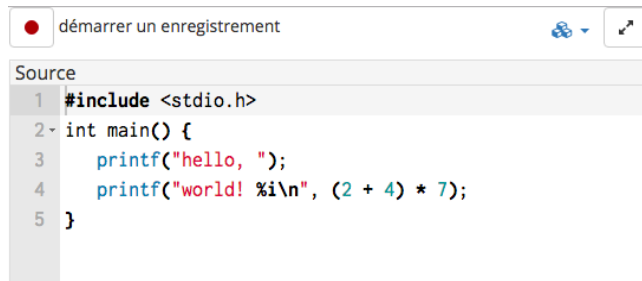 démarrer un enregistrement
Source
1 #include <stdio.h>
2 int main() {
3 printf("hello, ");
4 printf("world! %i\n", (2 + 4) * 7);
5 }